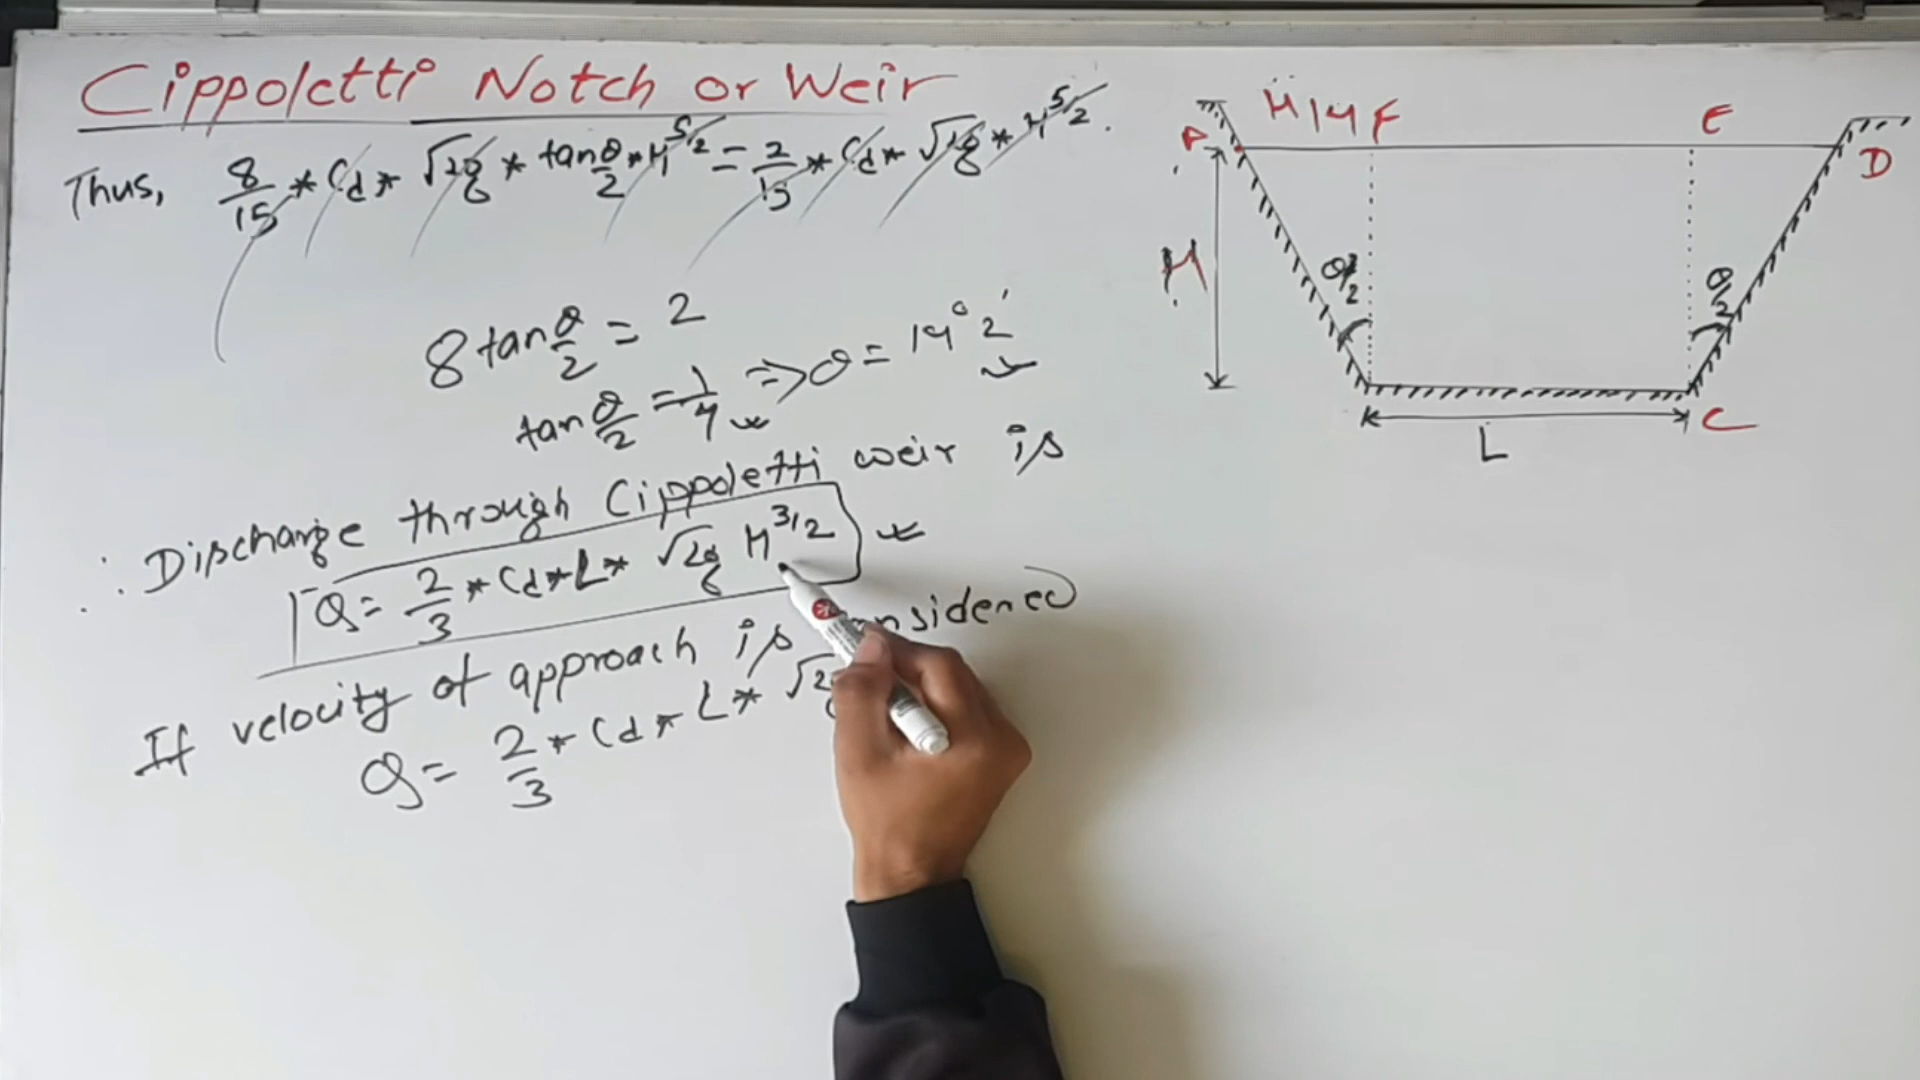 Cippoletti Notch or Weir
Thus, 8/15 * Cd * √2g * tan θ/2 * H^5/2 = 2/15 * Cd * √2g * H^5/2.
8 tan θ/2 = 2
tan θ/2 = 1/4 => θ = 14° 2'
∴ Discharge through Cippoletti weir is
Q = 2/3 * Cd * L * √2g H^3/2
If velocity of approach is
Q = 2/3 * Cd * L * √2g
A H/4 F E D
H
θ/2 θ/2
C
L